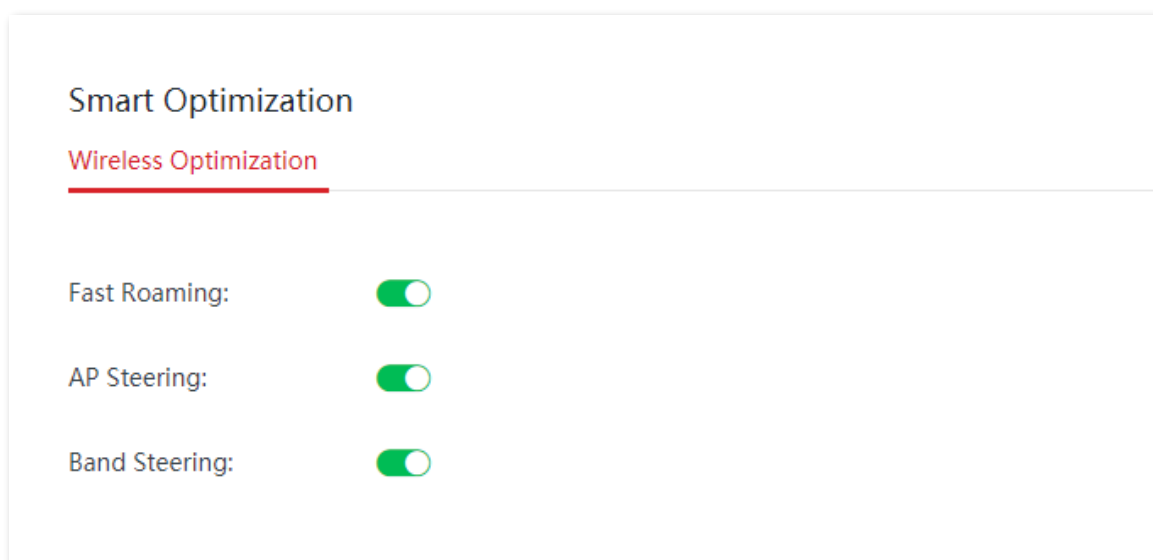 Smart Optimization
Wireless Optimization
Fast Roaming:
AP Steering:
Band Steering: